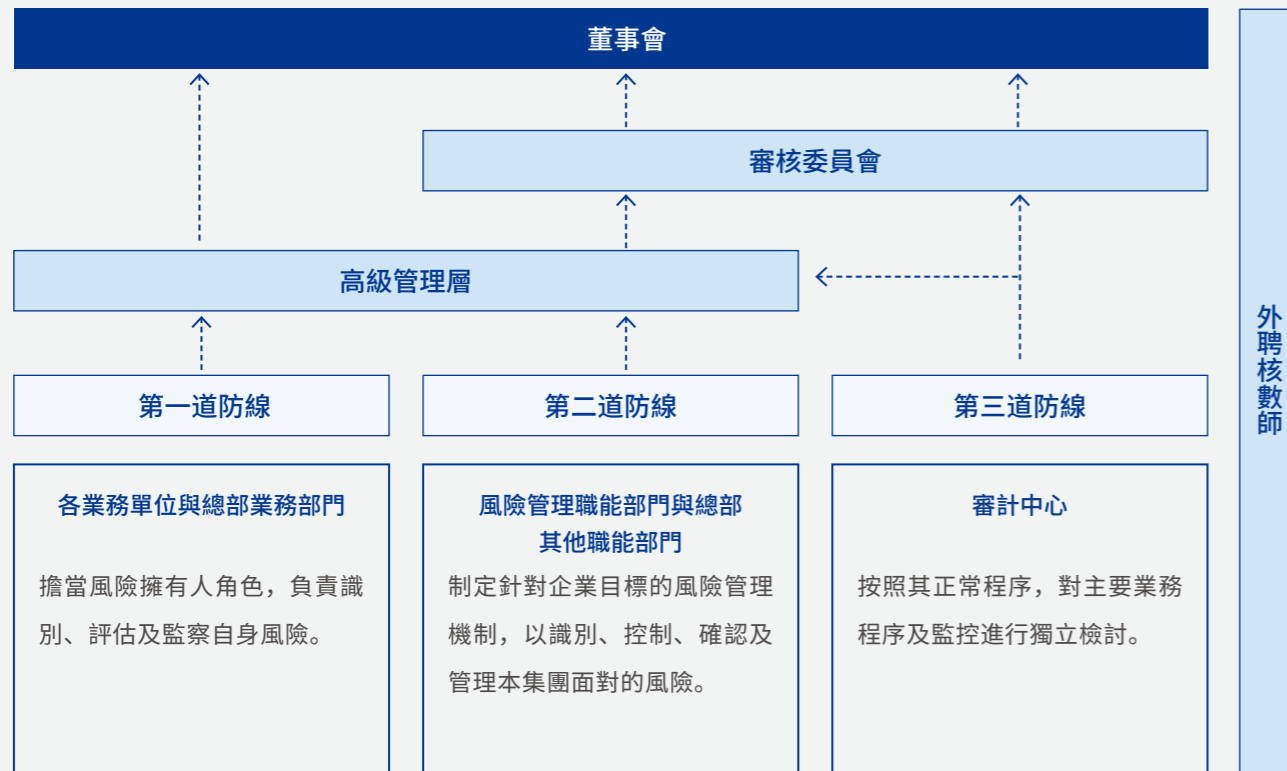 董事會
審核委員會
高級管理層
第一道防線
第二道防線
第三道防線
各業務單位與總部業務部門
擔當風險擁有人角色，負責識
別、評估及監察自身風險。
風險管理職能部門與總部
其他職能部門
制定針對企業目標的風險管理
機制，以識別、控制、確認及
管理本集團面對的風險。
審計中心
按照其正常程序，對主要業務
程序及監控進行獨立檢討。
外聘核數師